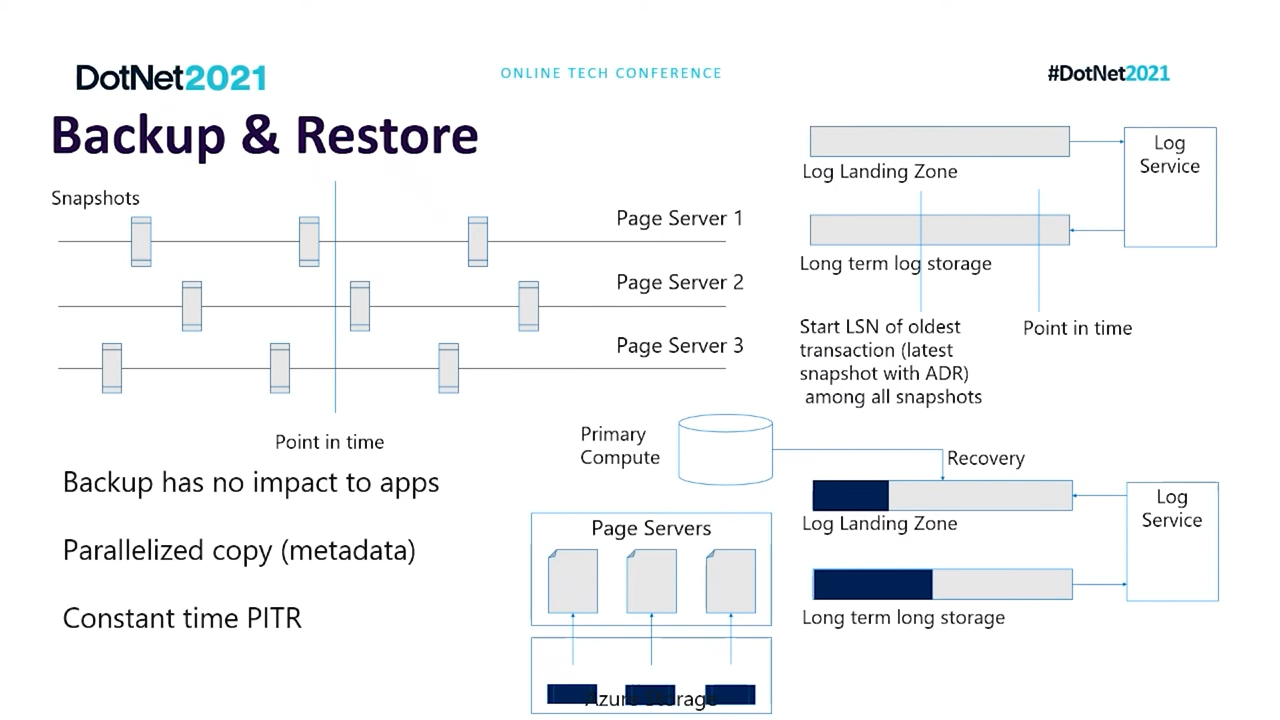 DotNet2021
ONLINE TECH CONFERENCE
#DotNet2021
Backup & Restore
Snapshots
Page Server 1
Page Server 2
Page Server 3
Point in time
Backup has no impact to apps
Parallelized copy (metadata)
Constant time PITR
Log Landing Zone
Log
Service
Long term log storage
Start LSN of oldest
transaction (latest
snapshot with ADR)
among all snapshots
Point in time
Primary
Compute
Recovery
Log Landing Zone
Log
Service
Long term long storage
Page Servers
Azure Storage